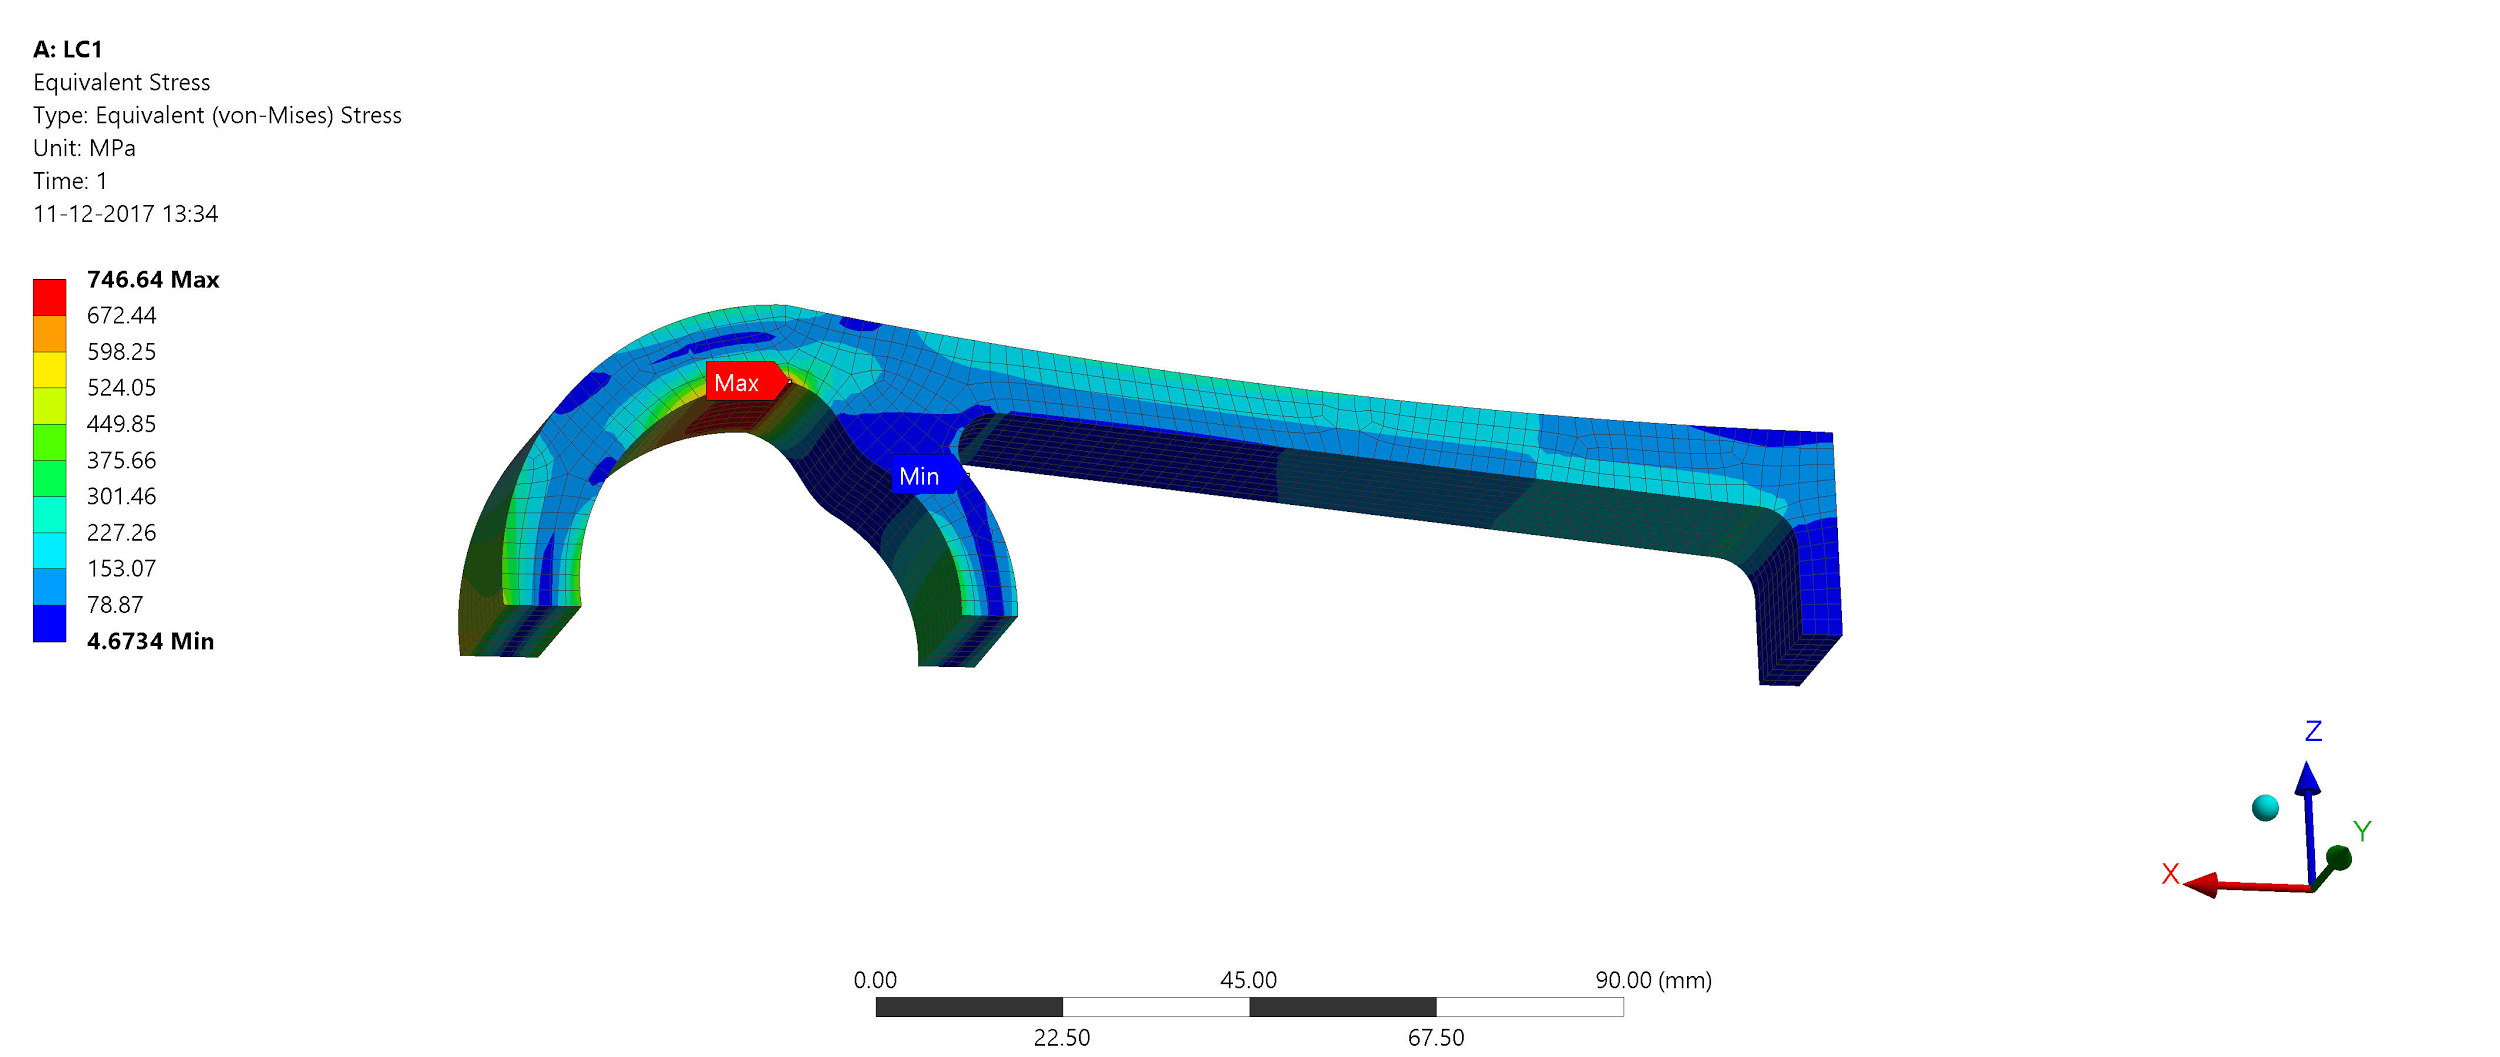 A: LC1
Equivalent Stress
Type: Equivalent (von-Mises) Stress
Unit: MPa
Time: 1
11-12-2017 13:34
746.64 Max
672.44
598.25
524.05
449.85
375.66
301.46
227.26
153.07
78.87
4.6734 Min
Max
Min
Z
Y
X
0.00 45.00 90.00 (mm)
22.50 67.50